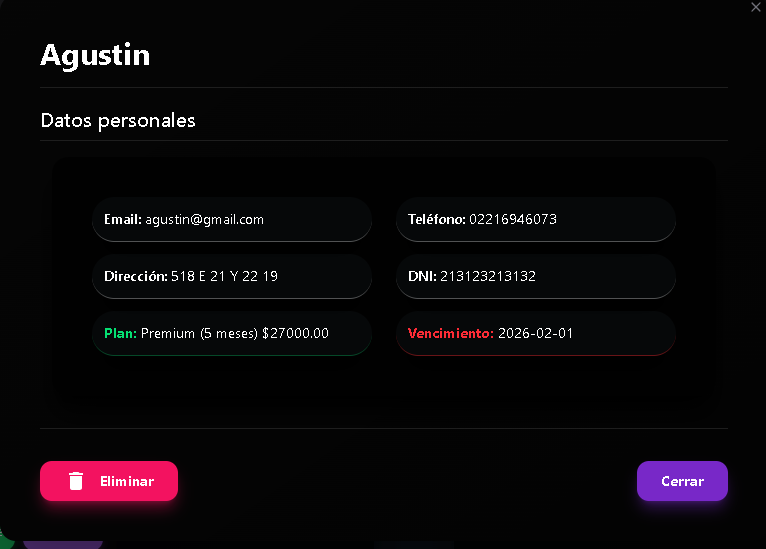 Agustin
Datos personales
Email: agustin@gmail.com
Teléfono: 02216946073
Dirección: 518 E 21 Y 22 19
DNI: 213123213132
Plan: Premium (5 meses) $27000.00
Vencimiento: 2026-02-01
Eliminar
Cerrar